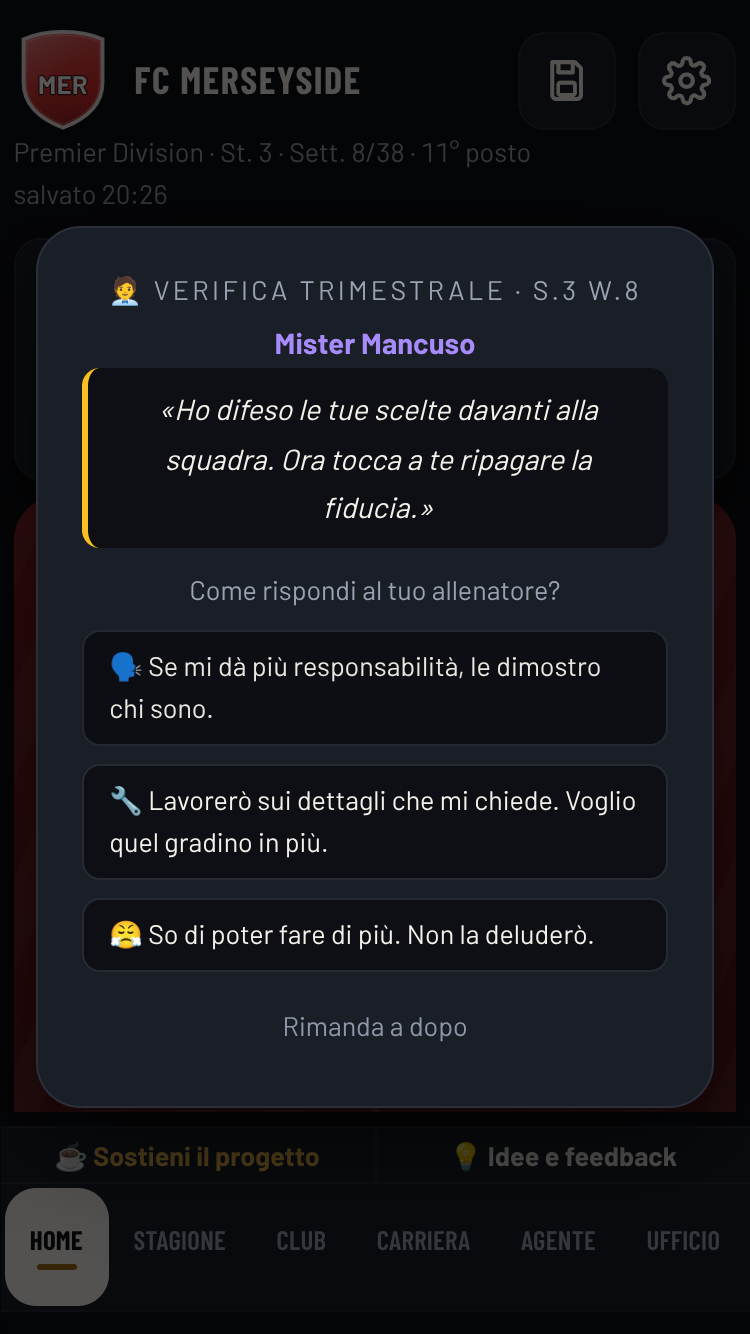 MER
FC MERSEYSIDE
Premier Division · St. 3 · Sett. 8/38 · 11° posto
salvato 20:26
VERIFICA TRIMESTRALE · S.3 W.8
Mister Mancuso
«Ho difeso le tue scelte davanti alla
squadra. Ora tocca a te ripagare la
fiducia.»
Come rispondi al tuo allenatore?
Se mi dà più responsabilità, le dimostro
chi sono.
Lavorerò sui dettagli che mi chiede. Voglio
quel gradino in più.
So di poter fare di più. Non la deluderò.
Rimanda a dopo
Sostieni il progetto
Idee e feedback
HOME
STAGIONE
CLUB
CARRIERA
AGENTE
UFFICIO